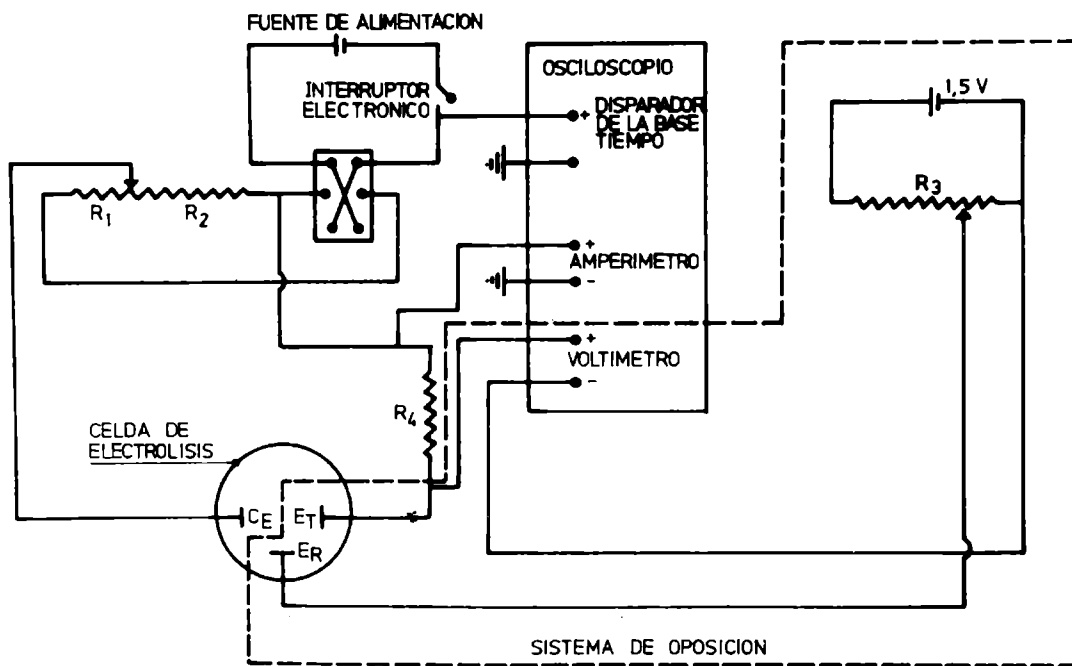 FUENTE DE ALIMENTACION
INTERRUPTOR
ELECTRONICO
OSCILOSCOPIO
+ DISPARADOR
DE LA BASE
TIEMPO
1,5 V
R1
R2
R3
+
AMPERIMETRO
-
+
VOLTIMETRO
-
R4
CELDA DE
ELECTROLISIS
CE
ET
ER
SISTEMA DE OPOSICION